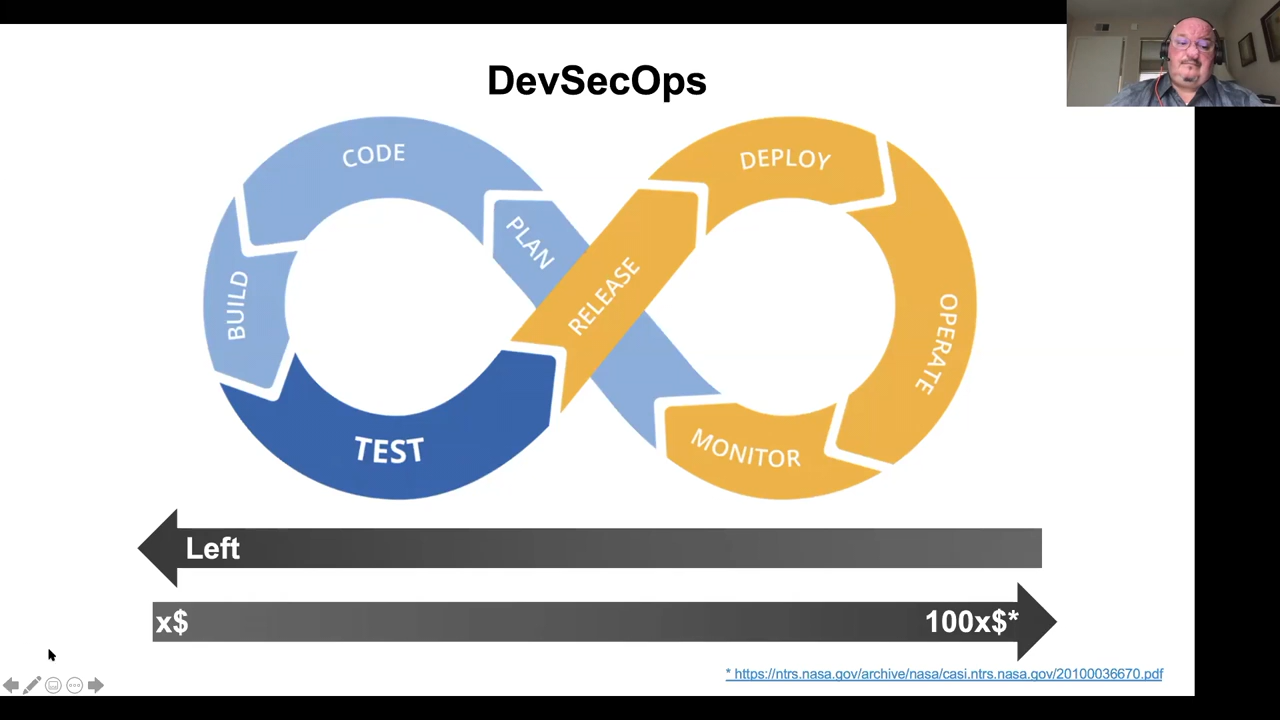 DevSecOps
CODE
DEPLOY
PLAN
BUILD
RELEASE
OPERATE
TEST
MONITOR
Left
x$
100x$*
* https://ntrs.nasa.gov/archive/nasa/casi.ntrs.nasa.gov/20100036670.pdf